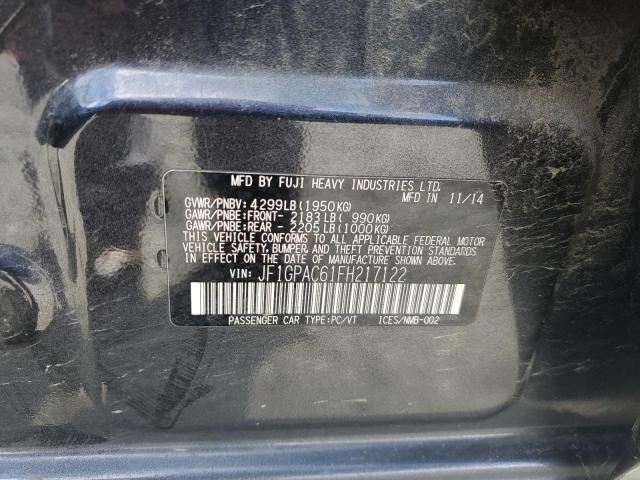 MFD BY FUJI HEAVY INDUSTRIES LTD.
MFD IN 11/14
GVWR/PNBV: 4299LB(1950KG)
GAWR/PNBE:FRONT- 2183LB( 990KG)
GAWR/PNBE:REAR - 2205LB(1000KG)
THIS VEHICLE CONFORMS TO ALL APPLICABLE FEDERAL MOTOR
VEHICLE SAFETY, BUMPER, AND THEFT PREVENTION STANDARDS
IN EFFECT ON THE DATE OF MANUFACTURE SHOWN ABOVE.
VIN: JF1GPAC61FH217122
PASSENGER CAR TYPE:PC/VT ICES/NMB-002